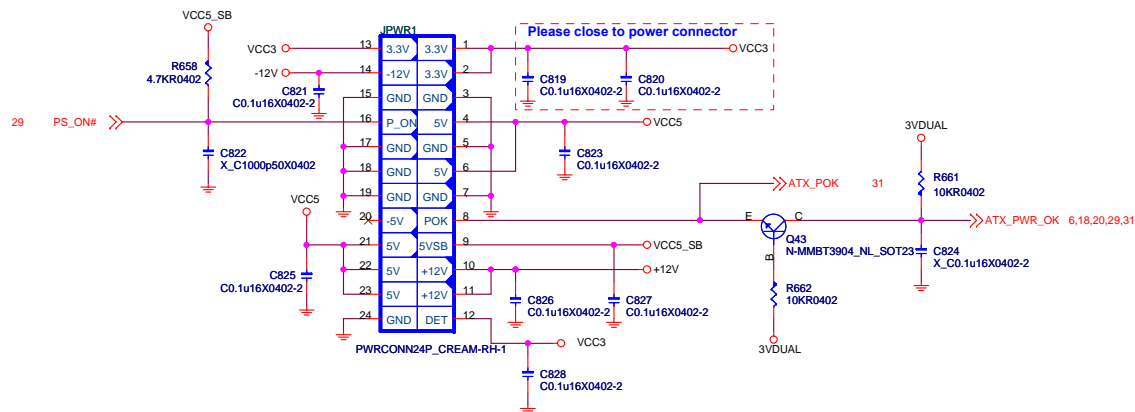 VCC5_SB
R658
4.7KR0402
29 PS_ON#
C822
X_C1000p50X0402
VCC3
-12V
C821
C0.1u16X0402-2
VCC5
C825
C0.1u16X0402-2
JPWR1
13 3.3V 3.3V 1
14 -12V 3.3V 2
15 GND GND 3
16 P_ON 5V 4
17 GND GND 5
18 GND 5V 6
19 GND GND 7
20 -5V POK 8
21 5V 5VSB 9
22 5V +12V 10
23 5V +12V 11
24 GND DET 12
PWRCONN24P_CREAM-RH-1
Please close to power connector
VCC3
C819
C0.1u16X0402-2
C820
C0.1u16X0402-2
VCC5
C823
C0.1u16X0402-2
ATX_POK 31
VCC5_SB
+12V
C826
C0.1u16X0402-2
C827
C0.1u16X0402-2
VCC3
C828
C0.1u16X0402-2
3VDUAL
R661
10KR0402
E C
B
Q43
N-MMBT3904_NL_SOT23
ATX_PWR_OK 6,18,20,29,31
C824
X_C0.1u16X0402-2
R662
10KR0402
3VDUAL